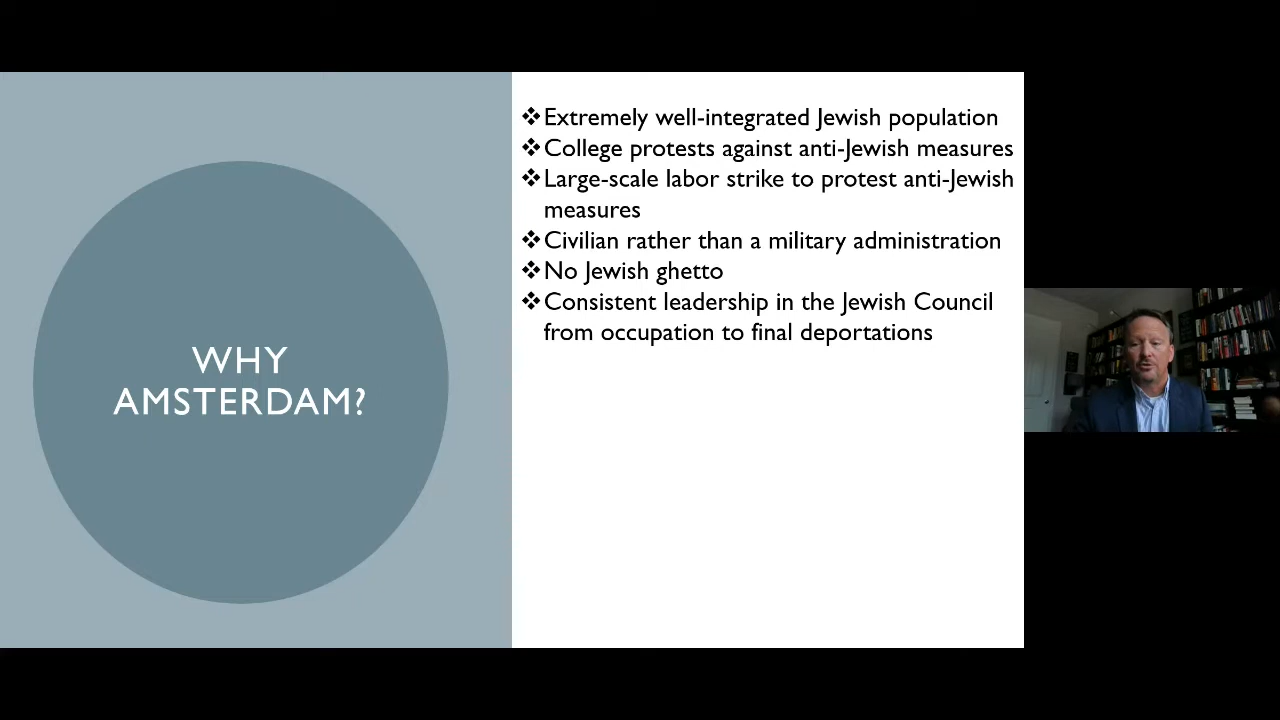 WHY
AMSTERDAM?
❖Extremely well-integrated Jewish population
❖College protests against anti-Jewish measures
❖Large-scale labor strike to protest anti-Jewish
measures
❖Civilian rather than a military administration
❖No Jewish ghetto
❖Consistent leadership in the Jewish Council
from occupation to final deportations